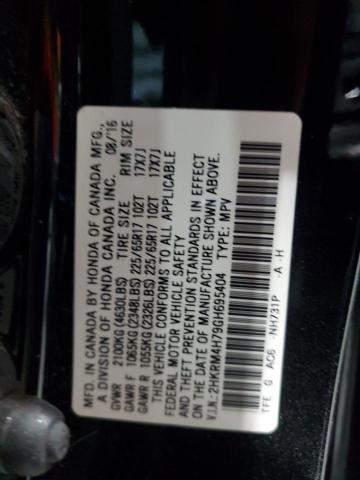 MFD. IN CANADA BY HONDA OF CANADA MFG.,
A DIVISION OF HONDA CANADA INC. 08/'16
GVWR 2100KG(4630LBS) TIRE SIZE RIM SIZE
GAWR F 1065KG(2348LBS) 225/65R17 102T 17X7J
GAWR R 1055KG(2326LBS) 225/65R17 102T 17X7J
THIS VEHICLE CONFORMS TO ALL APPLICABLE
FEDERAL MOTOR VEHICLE SAFETY
AND THEFT PREVENTION STANDARDS IN EFFECT
ON THE DATE OF MANUFACTURE SHOWN ABOVE.
V.I.N.:2HKRM4H79GH695404 TYPE: MPV
TFE G AC6 -NH731P -A -H